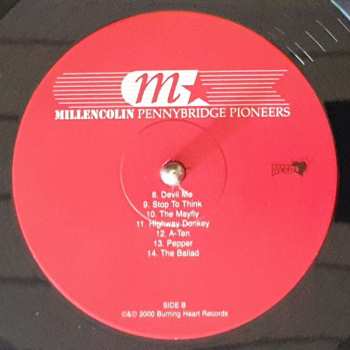 m
MILLENCOLIN PENNYBRIDGE PIONEERS
8. Devil Me
9. Stop To Think
10. The Mayfly
11. Highway Donkey
12. A-Ten
13. Pepper
14. The Ballad
SIDE B
℗&© 2000 Burning Heart Records